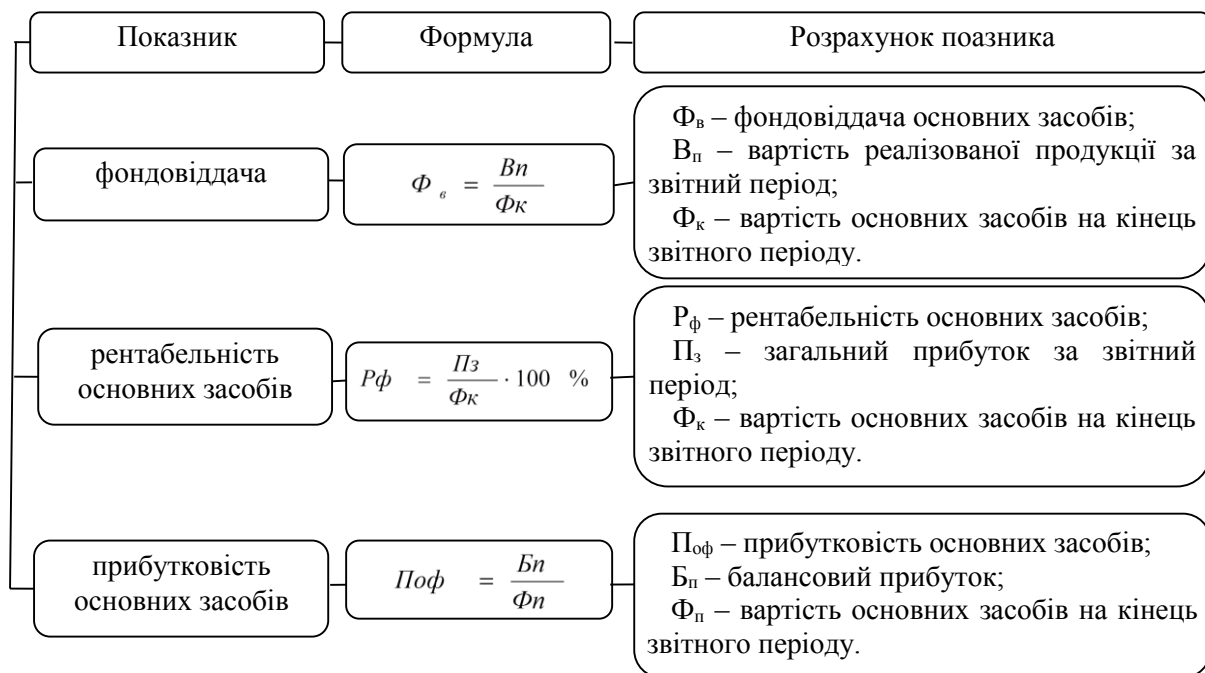 Показник
Формула
Розрахунок поазника
фондовіддача
Ф в = Вп / Фк
Фв – фондовіддача основних засобів;
Вп – вартість реалізованої продукції за
звітний період;
Фк – вартість основних засобів на кінець
звітного періоду.
рентабельність
основних засобів
Рф = Пз / Фк · 100 %
Рф – рентабельність основних засобів;
Пз – загальний прибуток за звітний
період;
Фк – вартість основних засобів на кінець
звітного періоду.
прибутковість
основних засобів
Поф = Бп / Фп
Поф – прибутковість основних засобів;
Бп – балансовий прибуток;
Фп – вартість основних засобів на кінець
звітного періоду.